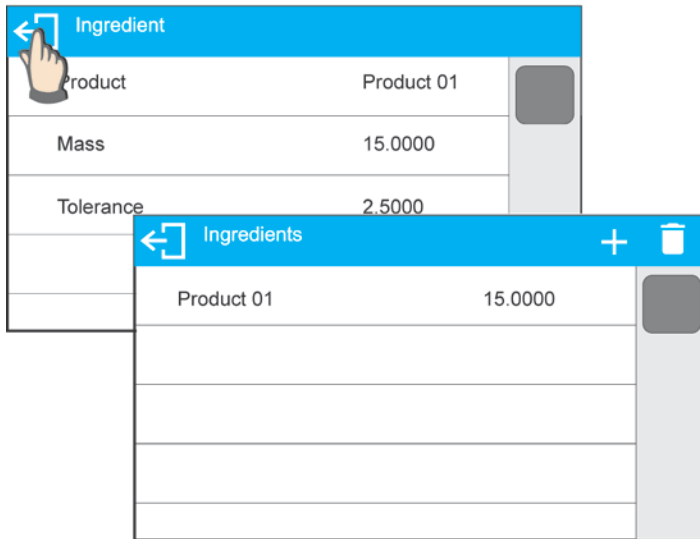 Ingredient
Product Product 01
Mass 15.0000
Tolerance 2.5000
Ingredients
Product 01 15.0000